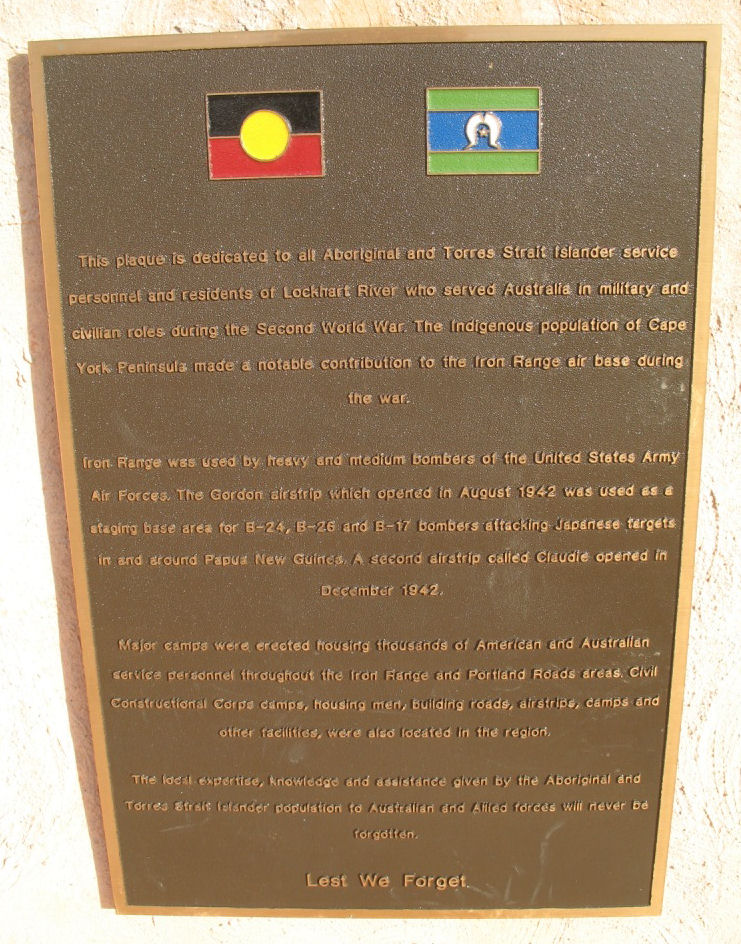 This plaque is dedicated to all Aboriginal and Torres Strait Islander service
personnel and residents of Lockhart River who served Australia in military and
civilian roles during the Second World War. The Indigenous population of Cape
York Peninsula made a notable contribution to the Iron Range air base during
the war.
Iron Range was used by heavy and medium bombers of the United States Army
Air Forces. The Gordon airstrip which opened in August 1942 was used as a
staging base area for B-24, B-26 and B-17 bombers attacking Japanese targets
in and around Papua New Guinea. A second airstrip called Claudie opened in
December 1942.
Major camps were erected housing thousands of American and Australian
service personnel throughout the Iron Range and Portland Roads areas. Civil
Constructional Corps camps, housing men, building roads, airstrips, camps and
other facilities, were also located in the region.
The local expertise, knowledge and assistance given by the Aboriginal and
Torres Strait Islander population to Australian and Allied forces will never be
forgotten.
Lest We Forget.